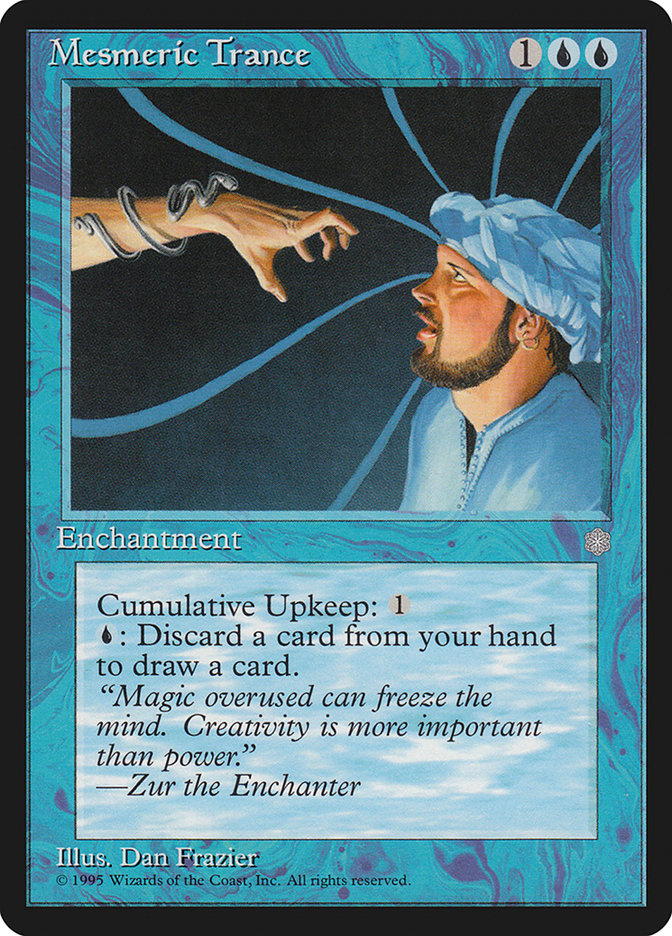 Mesmeric Trance 1
Enchantment
Cumulative Upkeep: 1
: Discard a card from your hand
to draw a card.
“Magic overused can freeze the
mind. Creativity is more important
than power.”
—Zur the Enchanter
Illus. Dan Frazier
© 1995 Wizards of the Coast, Inc. All rights reserved.